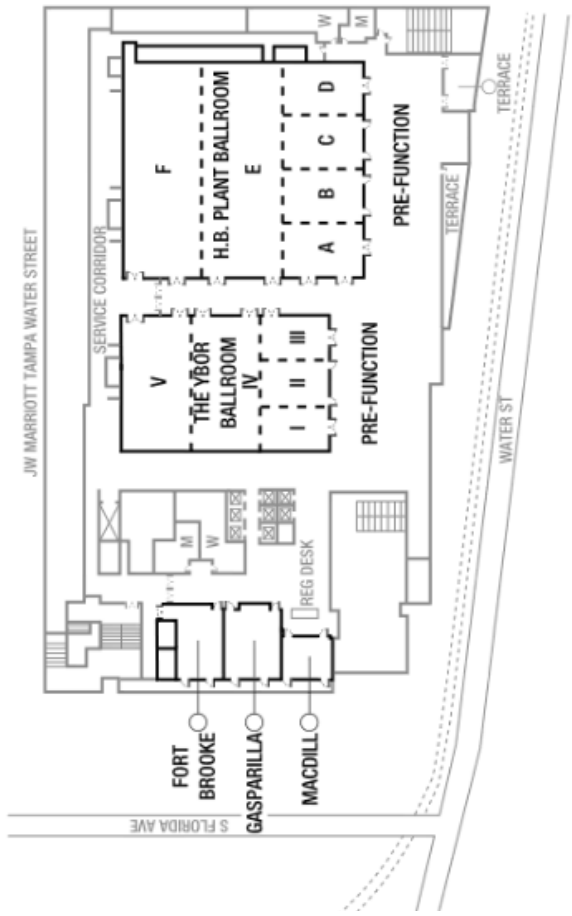 JW MARRIOTT TAMPA WATER STREET
SERVICE CORRIDOR
F
H.B. PLANT BALLROOM
E
A
B
C
D
PRE-FUNCTION
W
M
TERRACE
TERRACE
V
THE YBOR
BALLROOM
IV
I
II
III
PRE-FUNCTION
M
W
REG DESK
FORT
BROOKE
GASPARILLA
MACDILL
S FLORIDA AVE
WATER ST